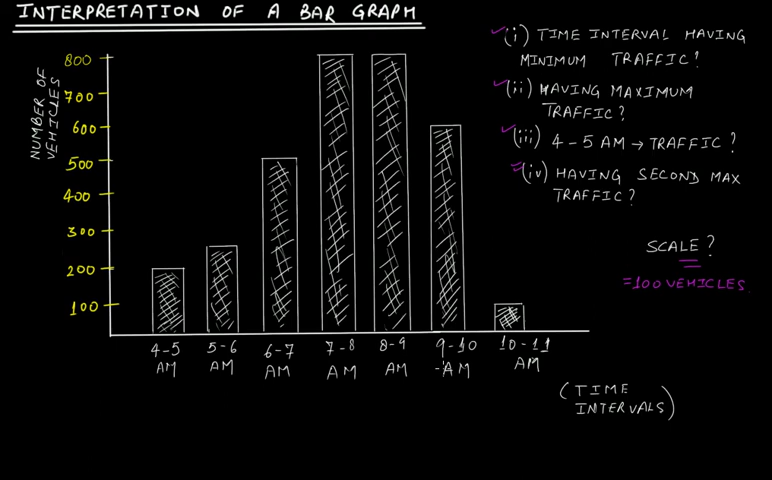 INTERPRETATION OF A BAR GRAPH
NUMBER OF
VEHICLES
800
700
600
500
400
300
200
100
4-5
AM
5-6
AM
6-7
AM
7-8
AM
8-9
AM
9-10
AM
10-11
AM
(TIME
INTERVALS)
(i) TIME INTERVAL HAVING
MINIMUM TRAFFIC?
(ii) HAVING MAXIMUM
TRAFFIC?
(iii) 4-5 AM → TRAFFIC?
(iv) HAVING SECOND MAX
TRAFFIC?
SCALE?
=100 VEHICLES